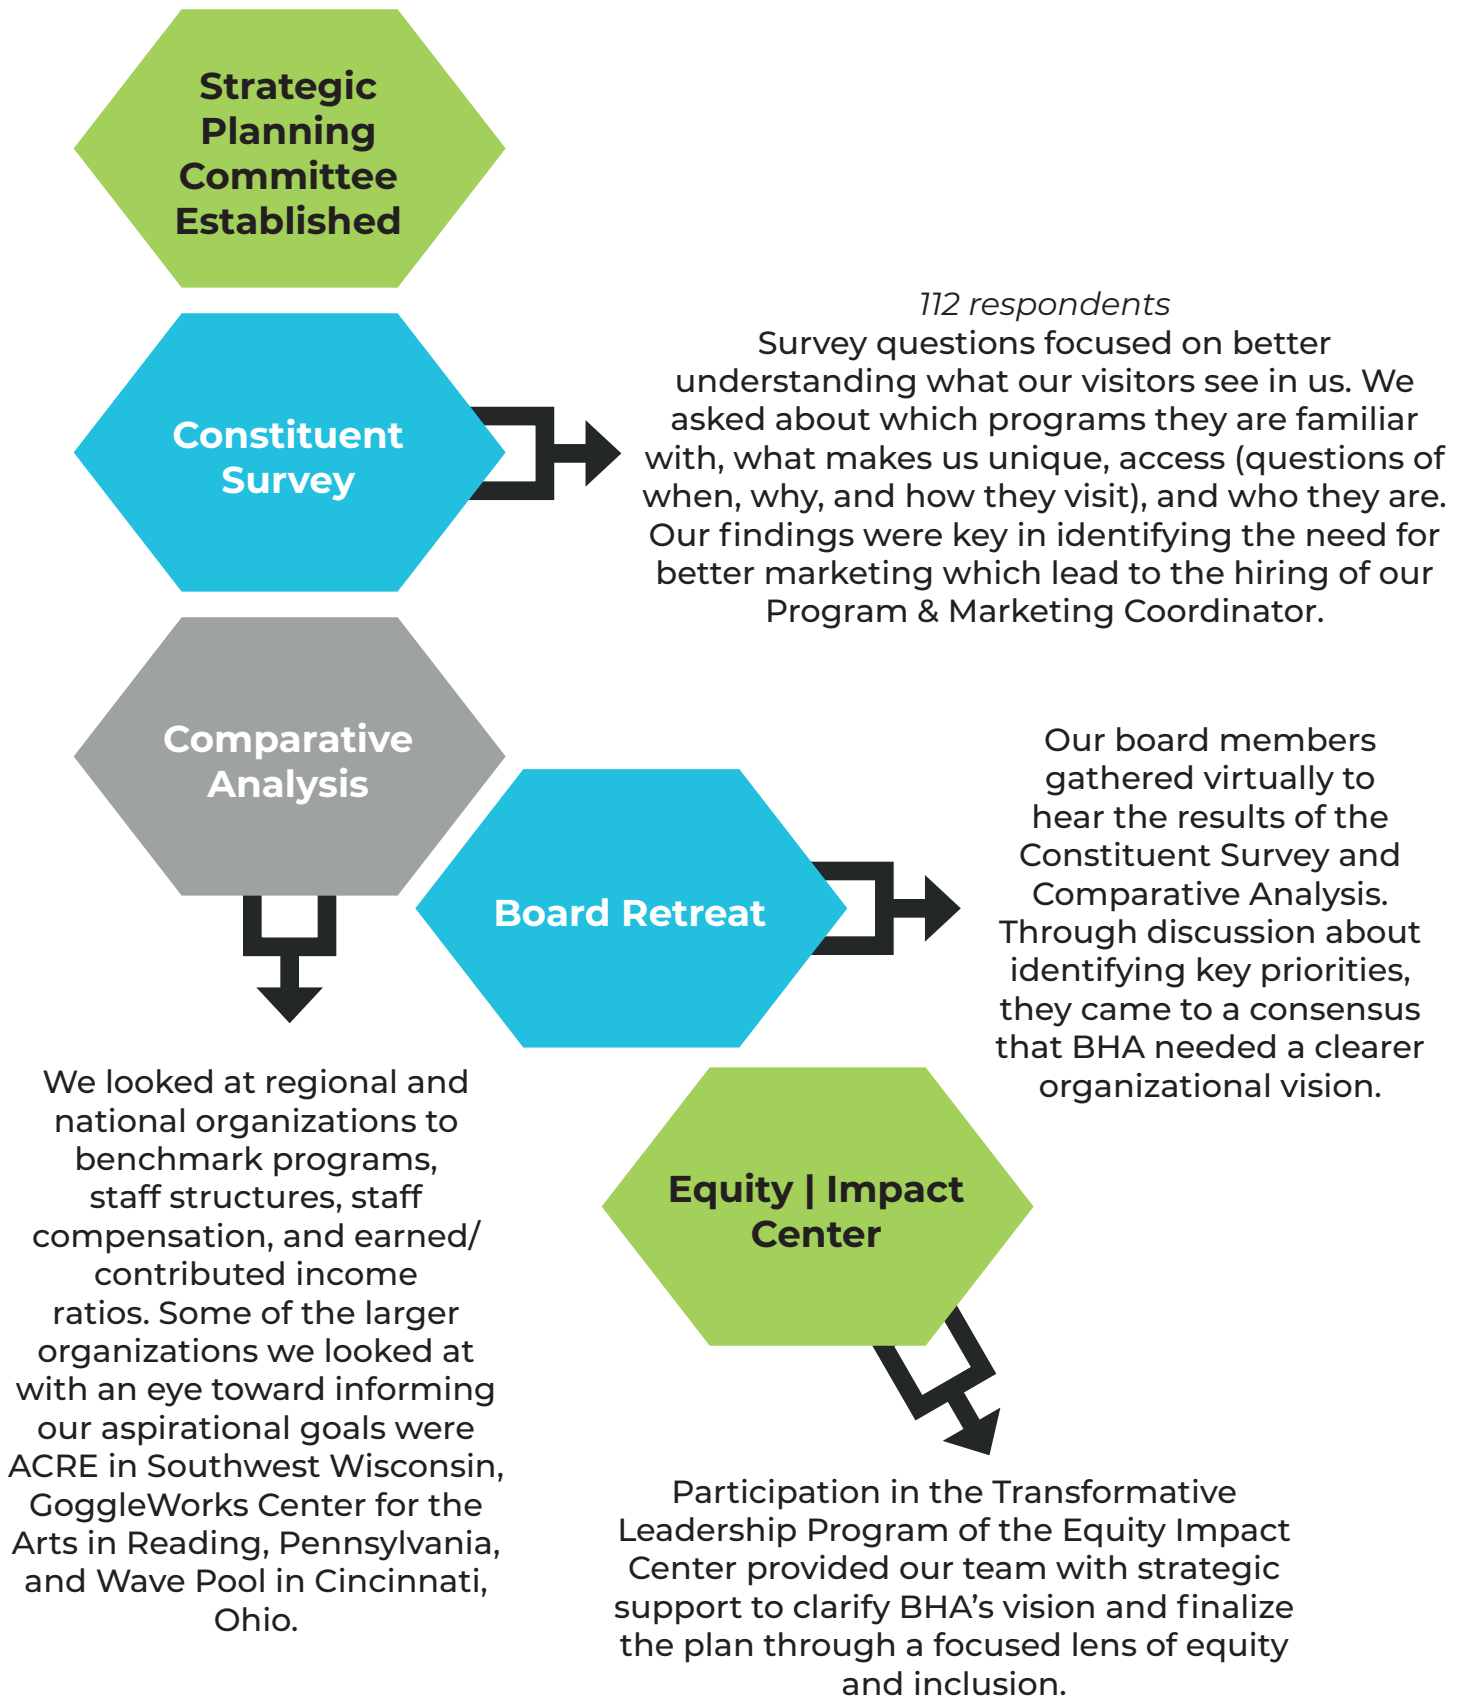 Strategic
Planning
Committee
Established
Constituent
Survey
112 respondents
Survey questions focused on better
understanding what our visitors see in us. We
asked about which programs they are familiar
with, what makes us unique, access (questions of
when, why, and how they visit), and who they are.
Our findings were key in identifying the need for
better marketing which lead to the hiring of our
Program & Marketing Coordinator.
Comparative
Analysis
We looked at regional and
national organizations to
benchmark programs,
staff structures, staff
compensation, and earned/
contributed income
ratios. Some of the larger
organizations we looked at
with an eye toward informing
our aspirational goals were
ACRE in Southwest Wisconsin,
GoggleWorks Center for the
Arts in Reading, Pennsylvania,
and Wave Pool in Cincinnati,
Ohio.
Board Retreat
Our board members
gathered virtually to
hear the results of the
Constituent Survey and
Comparative Analysis.
Through discussion about
identifying key priorities,
they came to a consensus
that BHA needed a clearer
organizational vision.
Equity | Impact
Center
Participation in the Transformative
Leadership Program of the Equity Impact
Center provided our team with strategic
support to clarify BHA’s vision and finalize
the plan through a focused lens of equity
and inclusion.